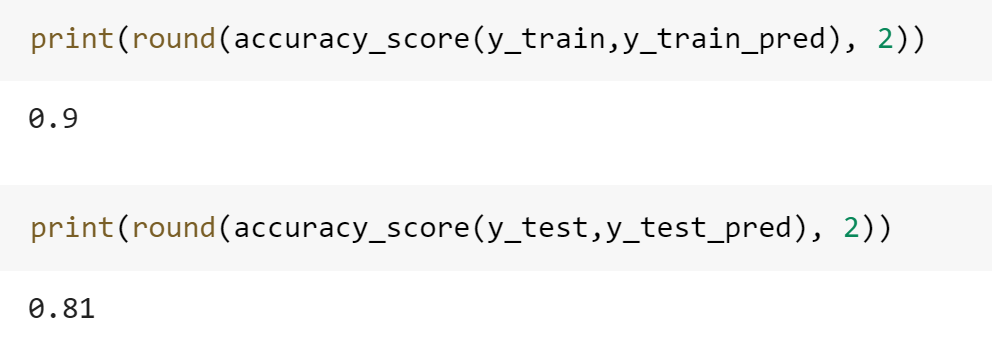 print(round(accuracy_score(y_train,y_train_pred), 2))
0.9
print(round(accuracy_score(y_test,y_test_pred), 2))
0.81